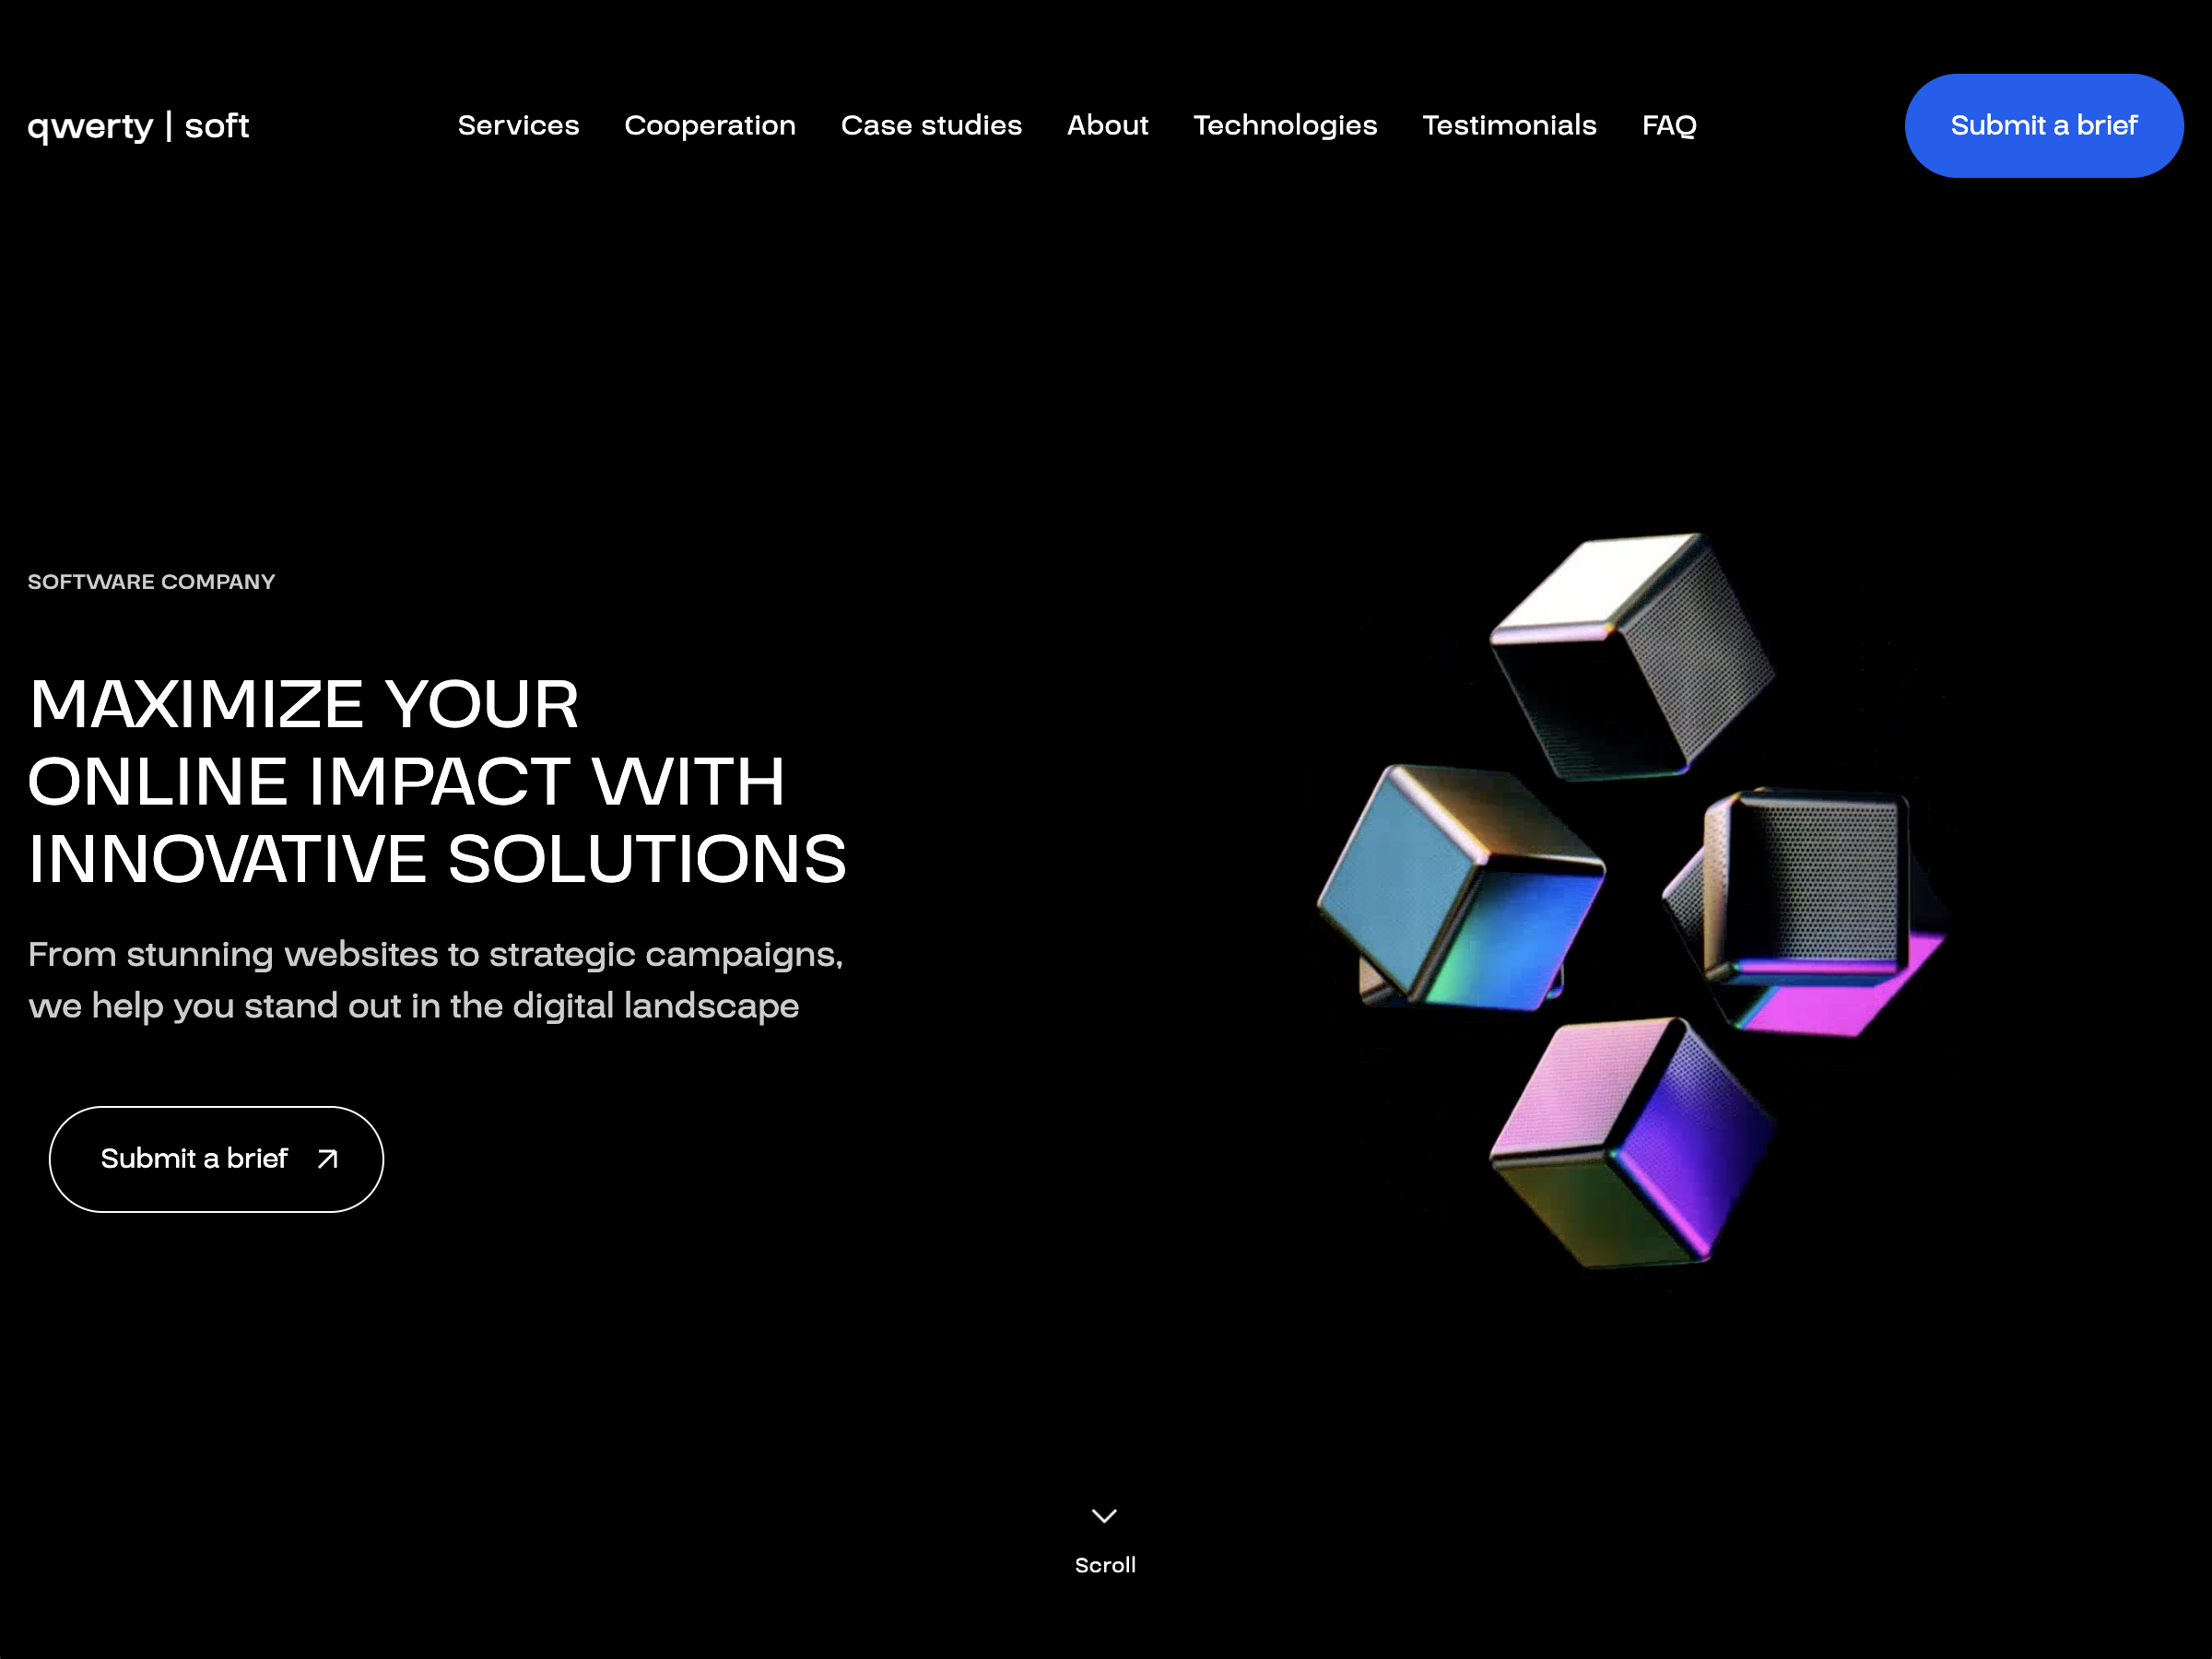 qwerty | soft
Services Cooperation Case studies About Technologies Testimonials FAQ
Submit a brief
SOFTWARE COMPANY
MAXIMIZE YOUR
ONLINE IMPACT WITH
INNOVATIVE SOLUTIONS
From stunning websites to strategic campaigns,
we help you stand out in the digital landscape
Submit a brief
Scroll